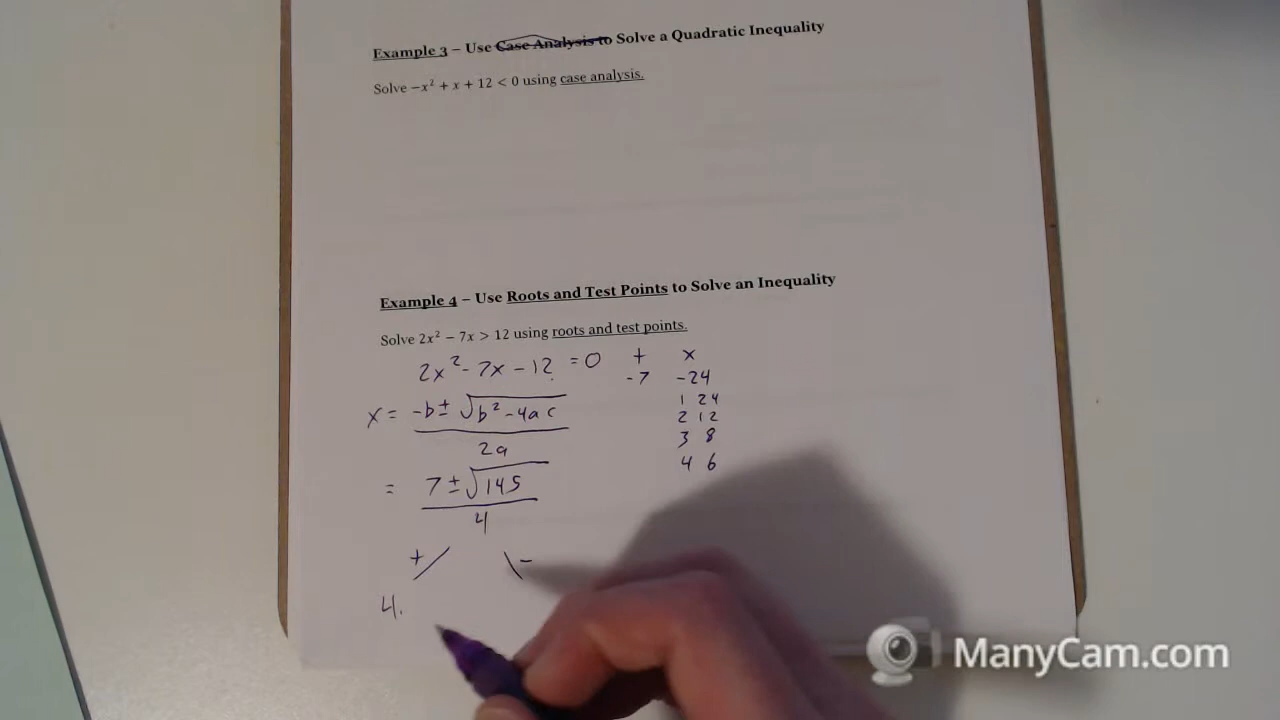 Example 3 – Use Case Analysis to Solve a Quadratic Inequality
Solve −x² + x + 12 < 0 using case analysis.
Example 4 – Use Roots and Test Points to Solve an Inequality
Solve 2x² − 7x > 12 using roots and test points.
2x² - 7x - 12 = 0
x = -b ± √b² - 4ac
2a
= 7 ± √145
4
+ / \ -
4.
+ x
-7 -24
1 24
2 12
3 8
4 6
ManyCam.com